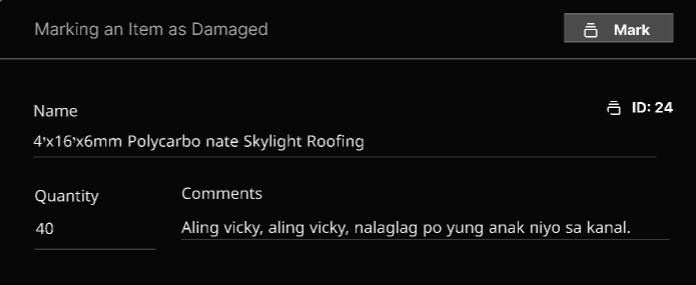 Marking an Item as Damaged
Mark
Name
ID: 24
4'x16'x6mm Polycarbo nate Skylight Roofing
Quantity
Comments
40
Aling vicky, aling vicky, nalaglag po yung anak niyo sa kanal.